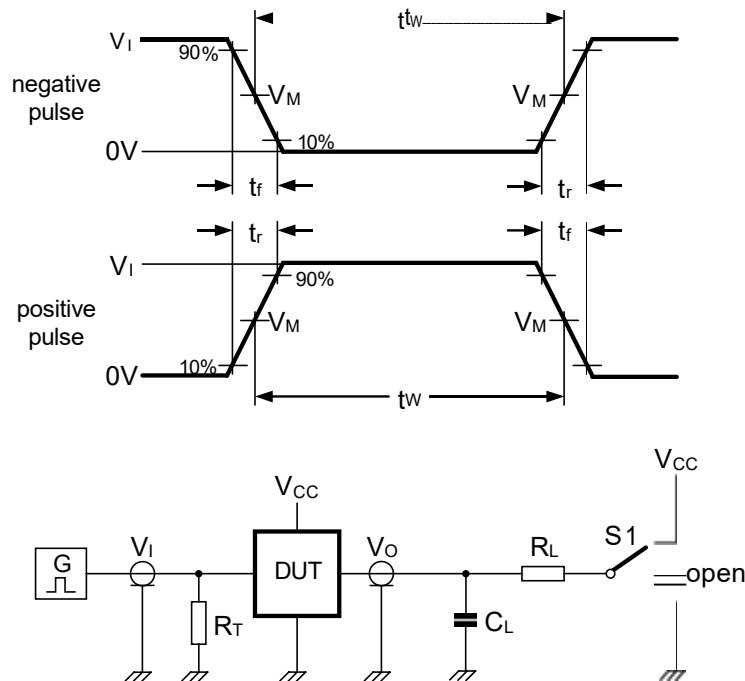 ttW
VI
90%
negative
pulse
VM
VM
0V
10%
tf
tr
tr
tf
VI
90%
positive
pulse
VM
VM
10%
0V
tW
VCC
VCC
S1
G
VI
DUT
VO
RL
open
RT
CL